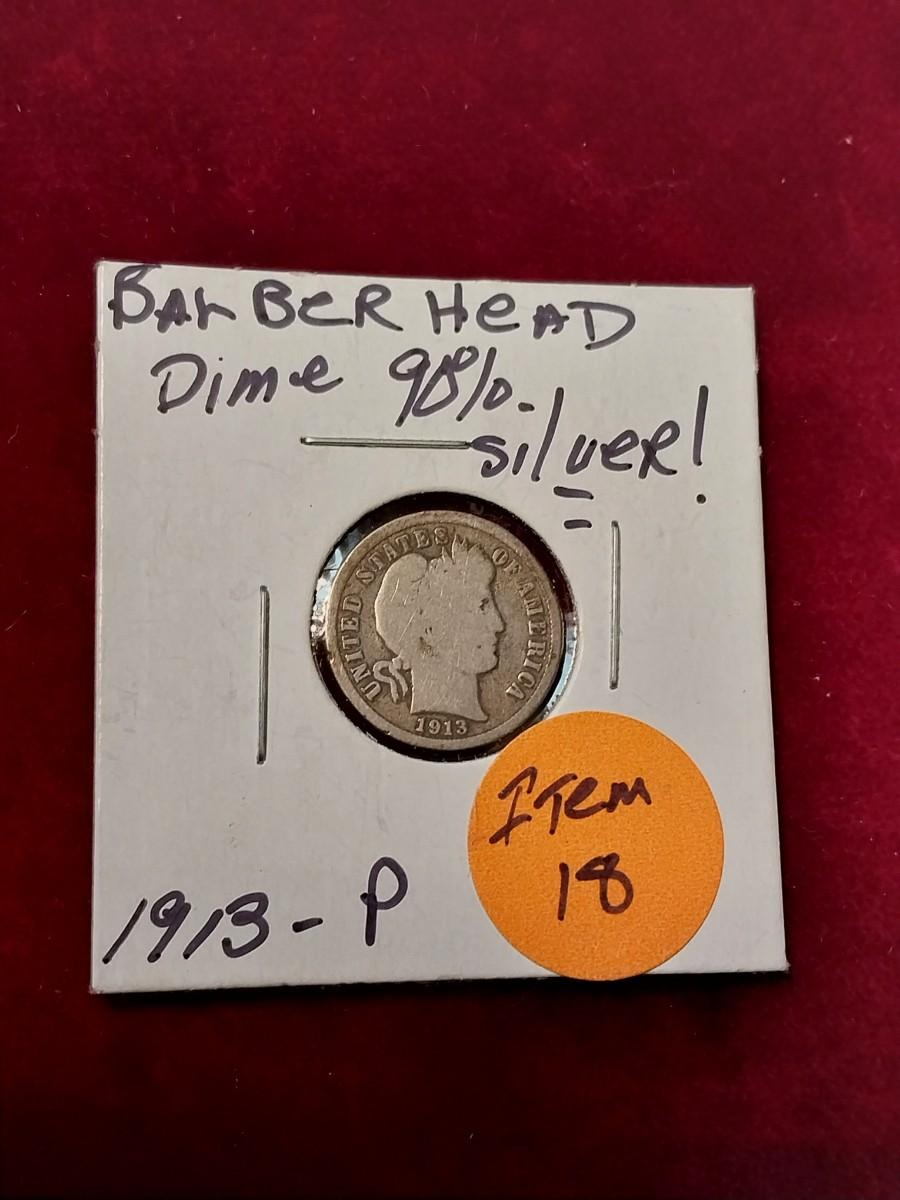 BARBER HEAD
Dime 90%.
silver!
UNITED STATES OF AMERICA
1913
ITem
18
1913-P